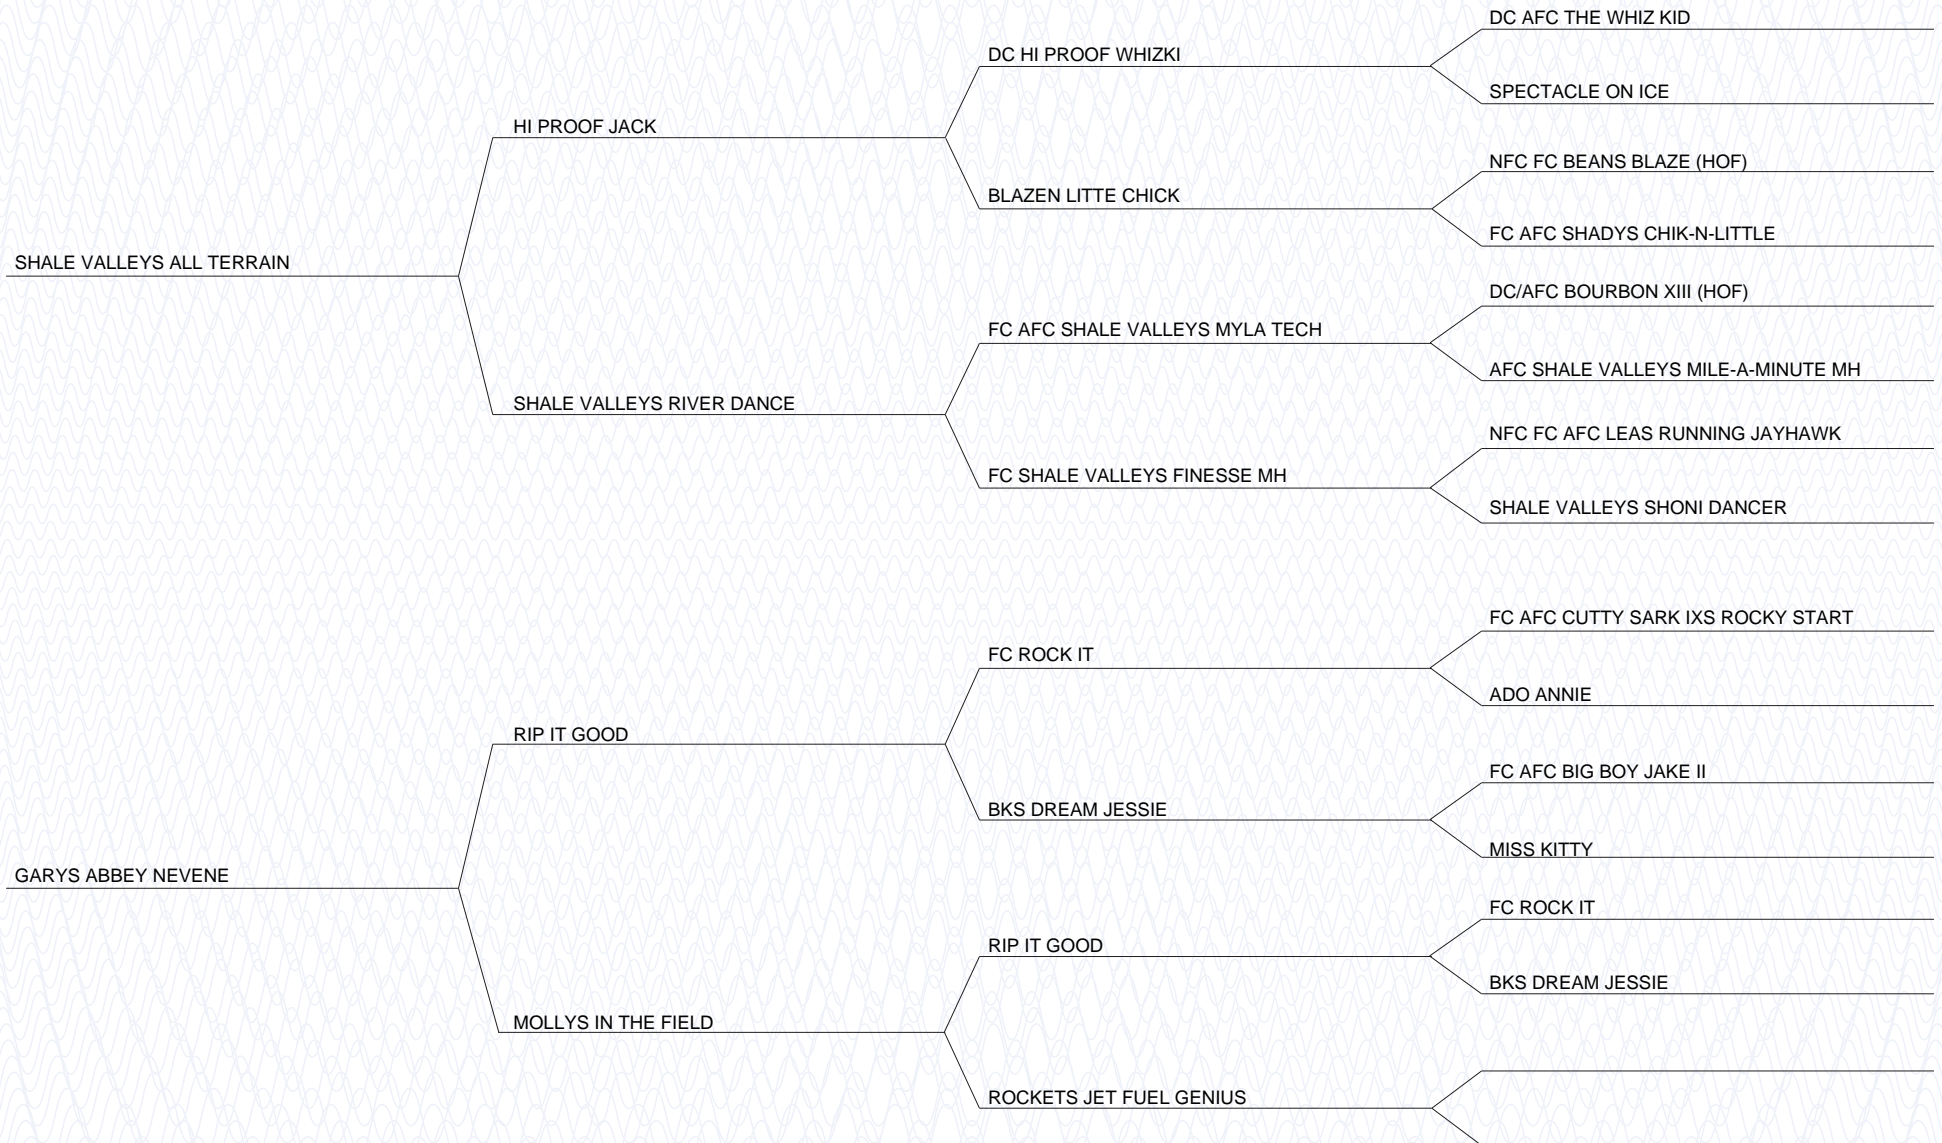 DC AFC THE WHIZ KID
DC HI PROOF WHIZKI
SPECTACLE ON ICE
HI PROOF JACK
NFC FC BEANS BLAZE (HOF)
BLAZEN LITTE CHICK
FC AFC SHADYS CHIK-N-LITTLE
SHALE VALLEYS ALL TERRAIN
DC/AFC BOURBON XIII (HOF)
FC AFC SHALE VALLEYS MYLA TECH
AFC SHALE VALLEYS MILE-A-MINUTE MH
SHALE VALLEYS RIVER DANCE
NFC FC AFC LEAS RUNNING JAYHAWK
FC SHALE VALLEYS FINESSE MH
SHALE VALLEYS SHONI DANCER
FC AFC CUTTY SARK IXS ROCKY START
FC ROCK IT
ADO ANNIE
RIP IT GOOD
FC AFC BIG BOY JAKE II
BKS DREAM JESSIE
MISS KITTY
GARYS ABBEY NEVENE
FC ROCK IT
RIP IT GOOD
BKS DREAM JESSIE
MOLLYS IN THE FIELD
ROCKETS JET FUEL GENIUS